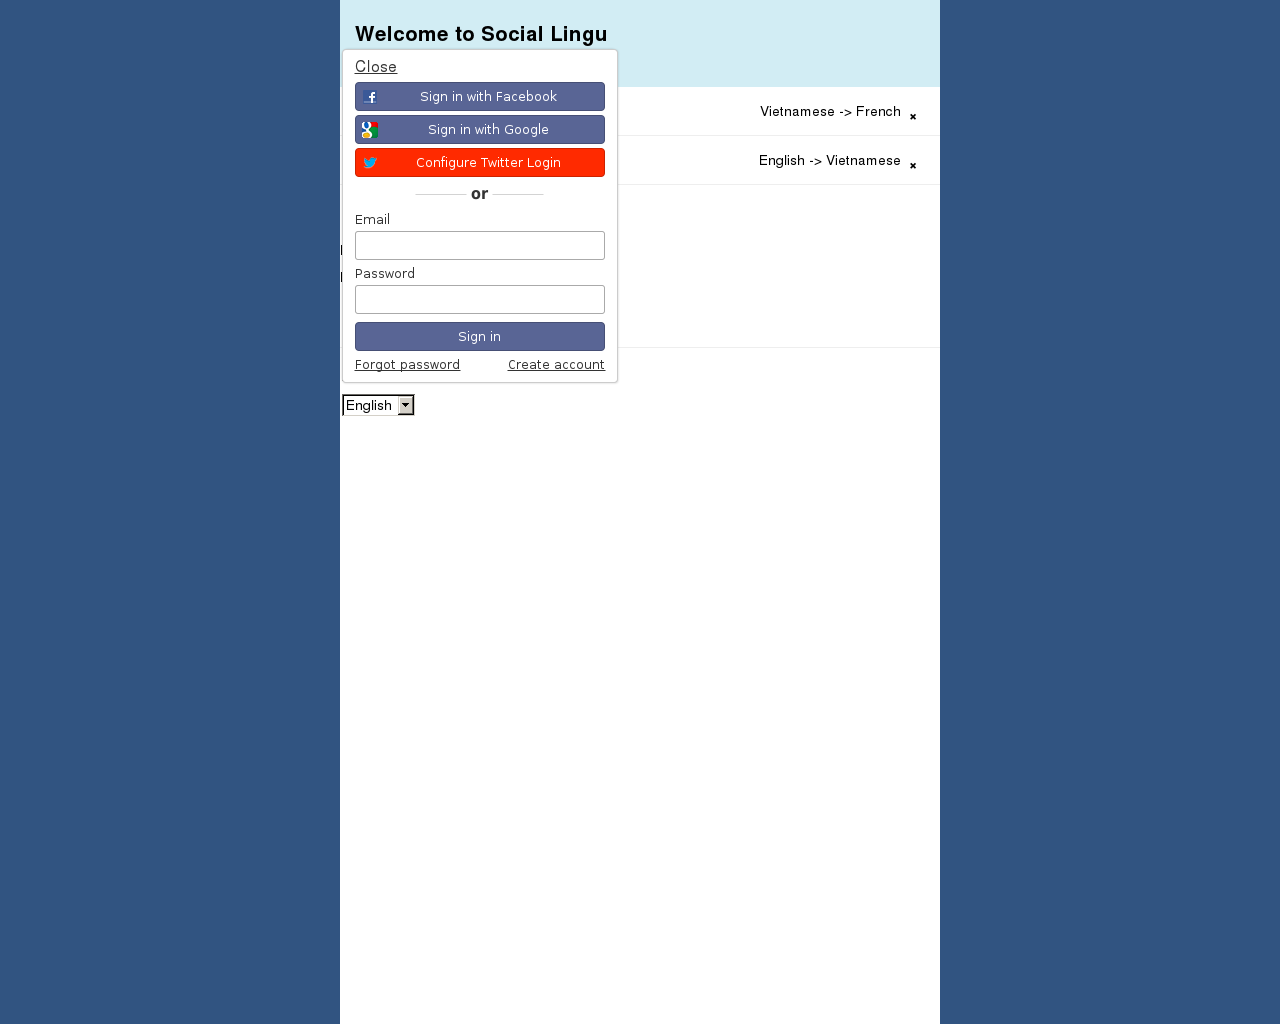 Welcome to Social Lingu
Close
Sign in with Facebook
Vietnamese -> French
Sign in with Google
Configure Twitter Login
English -> Vietnamese
or
Email
Password
Sign in
Forgot password Create account
English